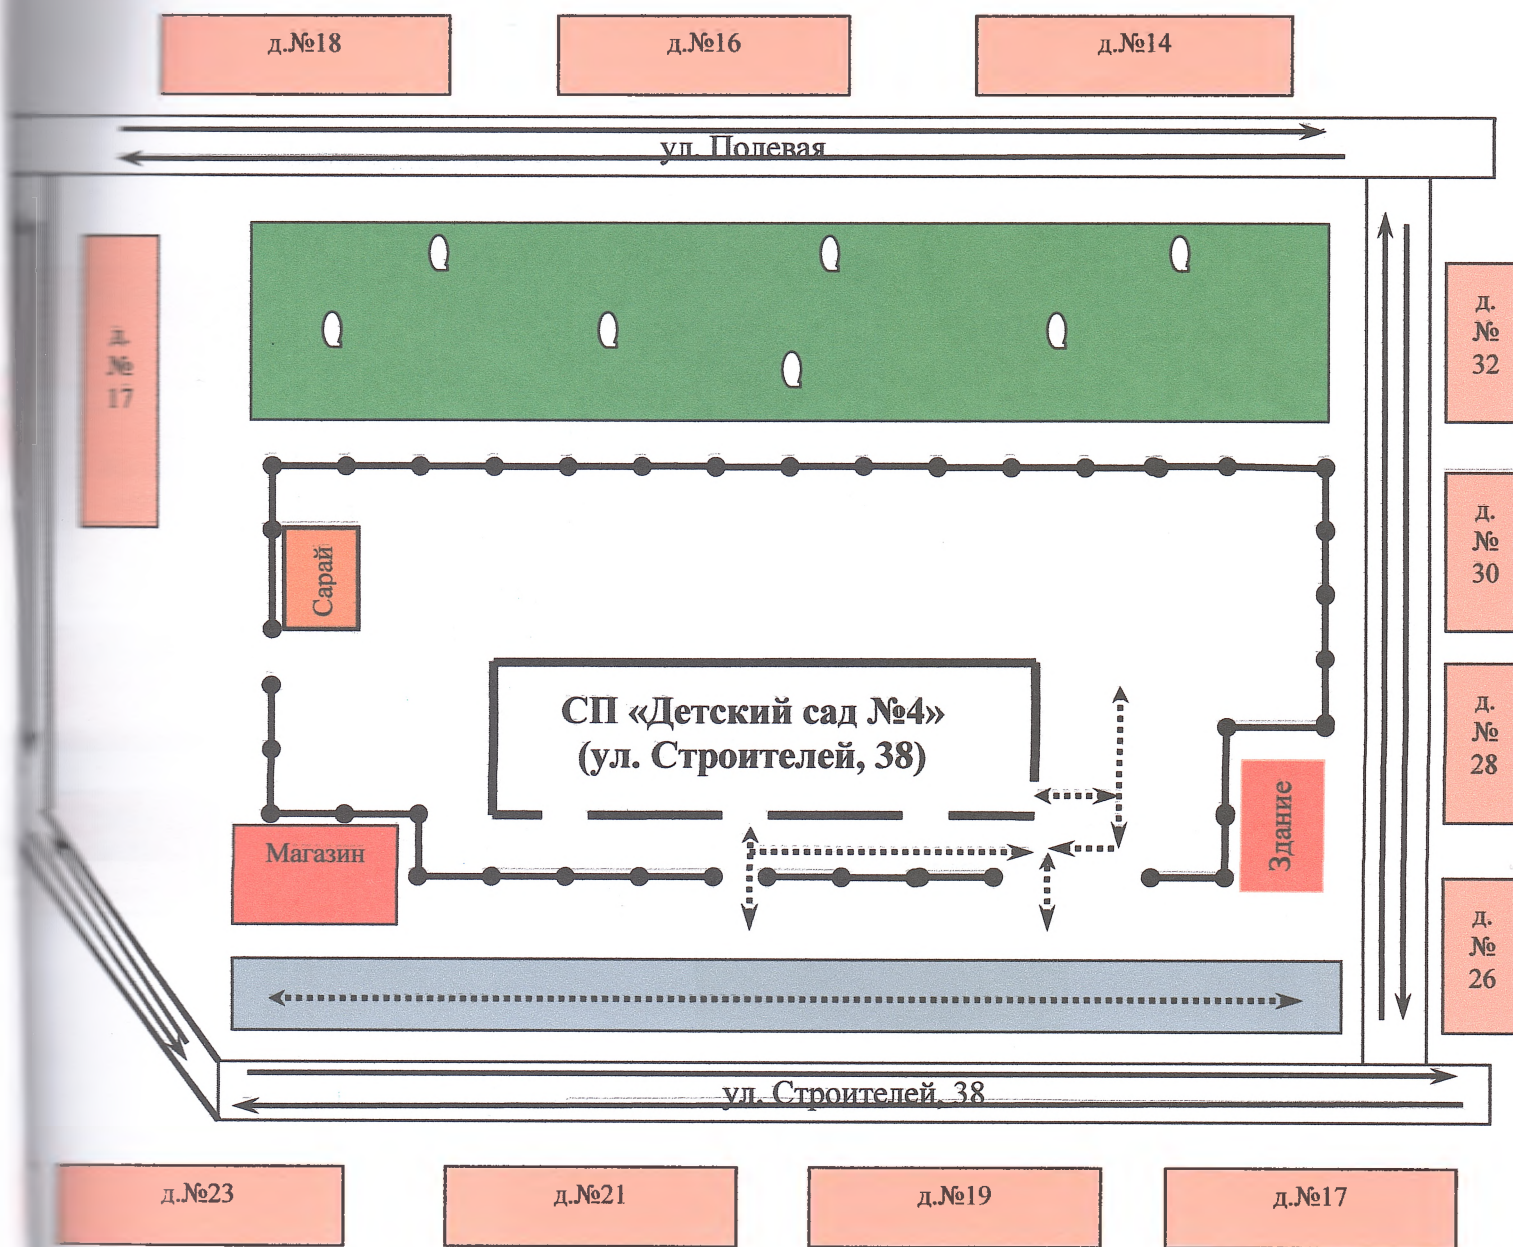 д.№18
д.№16
д.№14
ул. Полевая
д.
№
17
д.
№
32
д.
№
30
Сарай
СП «Детский сад №4»
(ул. Строителей, 38)
д.
№
28
Здание
Магазин
д.
№
26
ул. Строителей, 38
д.№23
д.№21
д.№19
д.№17